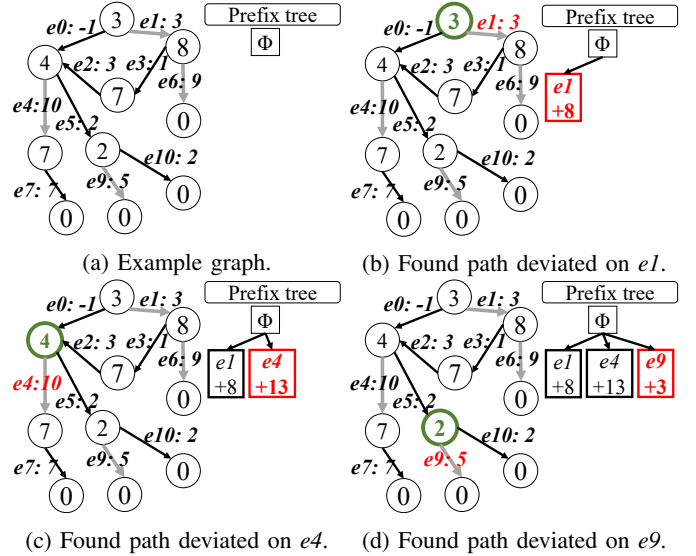 3
Prefix tree
e0: -1
e1: 3
Φ
8
4
e2: 3
e3: 1
e6: 9
7
e4:10
e5: 2
0
7
2
e10: 2
e7: 7
e9: 5
0
0
0
(a) Example graph.
3
Prefix tree
e0: -1
e1: 3
Φ
8
4
e2: 3
e3: 1
e6: 9
e1
+8
7
e4:10
e5: 2
0
7
2
e10: 2
e7: 7
e9: 5
0
0
0
(b) Found path deviated on e1.
3
Prefix tree
e0: -1
e1: 3
Φ
8
4
e2: 3
e3: 1
e6: 9
e1
+8
e4
+13
7
e4:10
e5: 2
0
7
2
e10: 2
e7: 7
e9: 5
0
0
0
(c) Found path deviated on e4.
3
Prefix tree
e0: -1
e1: 3
Φ
8
4
e2: 3
e3: 1
e6: 9
e1
+8
e4
+13
e9
+3
7
e4:10
e5: 2
0
7
2
e10: 2
e7: 7
e9: 5
0
0
0
(d) Found path deviated on e9.